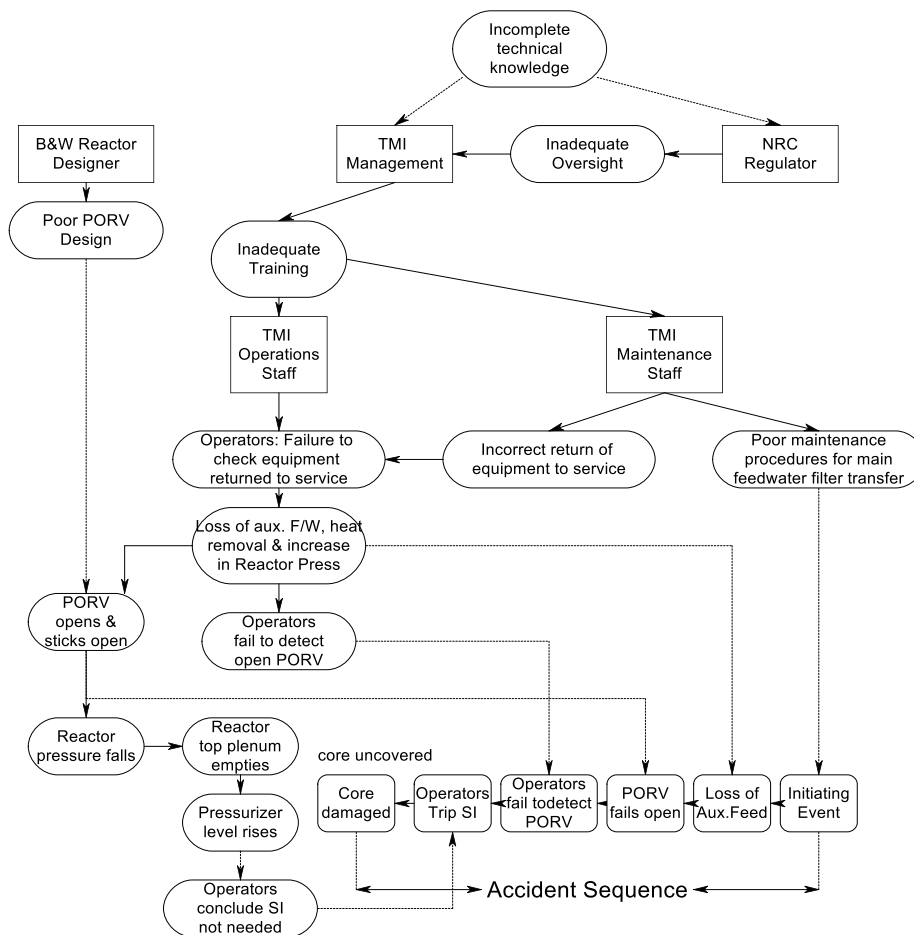 Incomplete
technical
knowledge
B&W Reactor
Designer
TMI
Management
Inadequate
Oversight
NRC
Regulator
Poor PORV
Design
Inadequate
Training
TMI
Operations
Staff
TMI
Maintenance
Staff
Operators: Failure to
check equipment
returned to service
Incorrect return of
equipment to service
Poor maintenance
procedures for main
feedwater filter transfer
Loss of aux. F/W, heat
removal & increase
in Reactor Press
PORV
opens &
sticks open
Operators
fail to detect
open PORV
Reactor
pressure falls
Reactor
top plenum
empties
core uncovered
Core
damaged
Operators
Trip SI
Operators
fail todetect
PORV
PORV
fails open
Loss of
Aux.Feed
Initiating
Event
Pressurizer
level rises
Operators
conclude SI
not needed
Accident Sequence